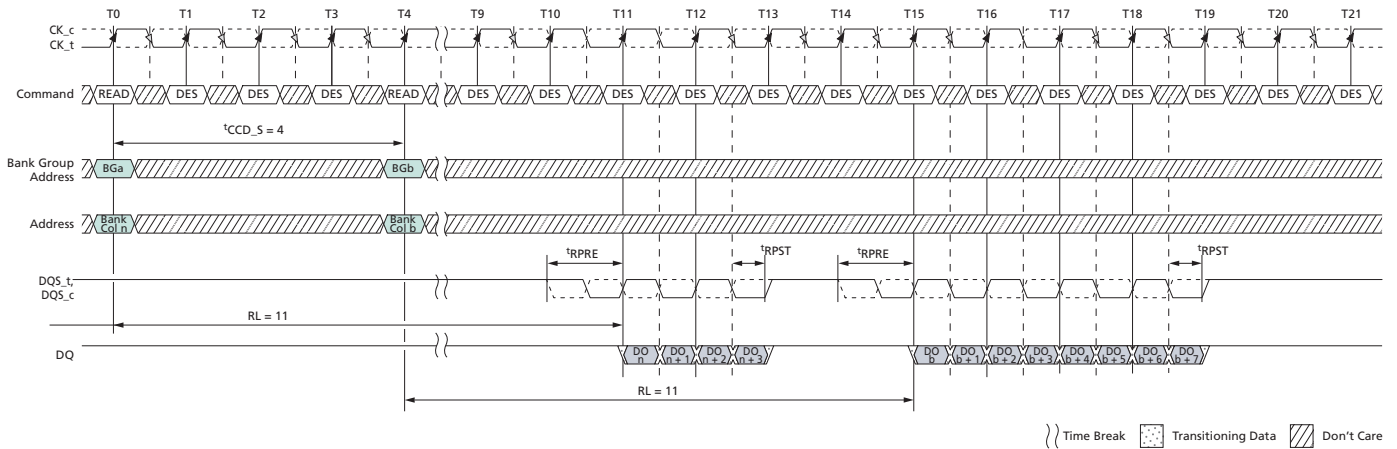 T0 T1 T2 T3 T4 T9 T10 T11 T12 T13 T14 T15 T16 T17 T18 T19 T20 T21
CK_c
CK_t
Command READ DES DES DES READ DES DES DES DES DES DES DES DES DES DES DES DES DES
tCCD_S = 4
Bank Group
Address
BGa BGb
Address
Bank
Col n
Bank
Col b
tRPRE tRPST tRPRE tRPST
DQS_t,
DQS_c
RL = 11
DQ
DO
n
DO
n + 1
DO
n + 2
DO
n + 3
DO
b
DO
b + 1
DO
b + 2
DO
b + 3
DO
b + 4
DO
b + 5
DO
b + 6
DO
b + 7
RL = 11
Time Break Transitioning Data Don't Care